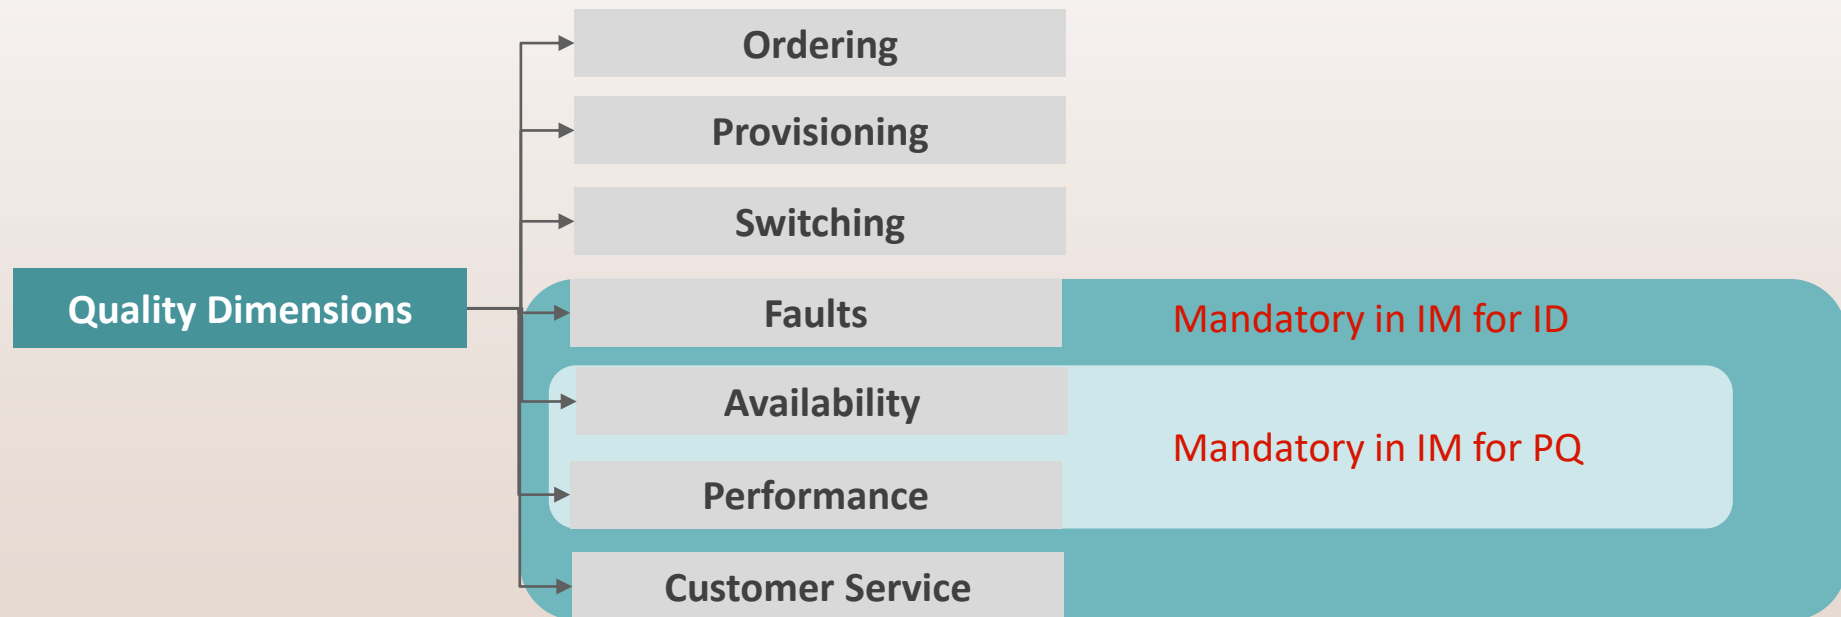 Ordering
Provisioning
Switching
Quality Dimensions
Faults
Mandatory in IM for ID
Availability
Mandatory in IM for PQ
Performance
Customer Service